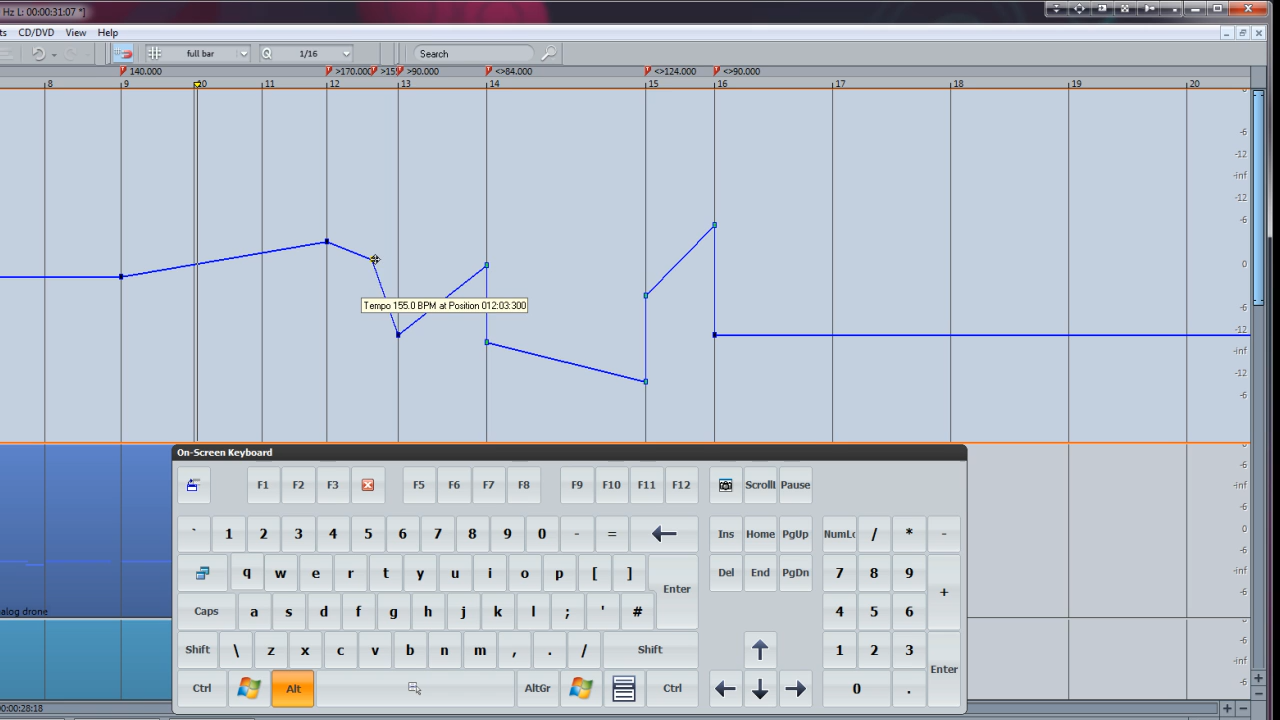 Hz L: 00:00:31:07 *]
ts CD/DVD View Help
full bar Q 1/16 Search
140.000 >170.000 >155 >90.000 <>84.000 <>124.000 <>90.000
8 9 10 11 12 13 14 15 16 17 18 19 20
-6
-12
-inf
-12
-6
0
Tempo 155.0 BPM at Position 012:03:300
-6
-12
-inf
-12
-6
On-Screen Keyboard
F1 F2 F3 F5 F6 F7 F8 F9 F10 F11 F12 Scrollt Pause
` 1 2 3 4 5 6 7 8 9 0 - = Ins Home PgUp NumLc / * -
q w e r t y u i o p [ ] Enter Del End PgDn 7 8 9 +
Caps a s d f g h j k l ; ' # 4 5 6
Shift \ z x c v b n m , . / Shift 1 2 3 Enter
Ctrl Alt AltGr Ctrl 0 .
-6
-inf
-6
0
-6
-inf
-6
alog drone
-6
-inf
-6
00:00:28:18